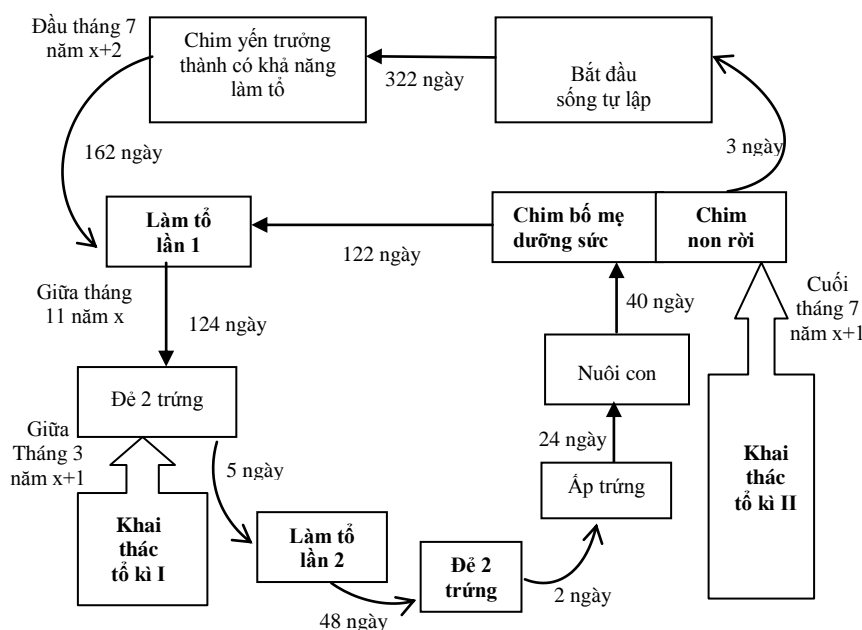 Đầu tháng 7
năm x+2
Chim yến trưởng
thành có khả năng
làm tổ
322 ngày
Bắt đầu
sống tự lập
162 ngày
3 ngày
Làm tổ
lần 1
122 ngày
Chim bố mẹ
dưỡng sức
Chim
non rời
Giữa tháng
11 năm x
124 ngày
40 ngày
Cuối
tháng 7
năm x+1
Đẻ 2 trứng
Nuôi con
Giữa
Tháng 3
năm x+1
5 ngày
24 ngày
Ấp trứng
Khai
thác
tổ kì II
Khai
thác
tổ kì I
Làm tổ
lần 2
Đẻ 2
trứng
2 ngày
48 ngày